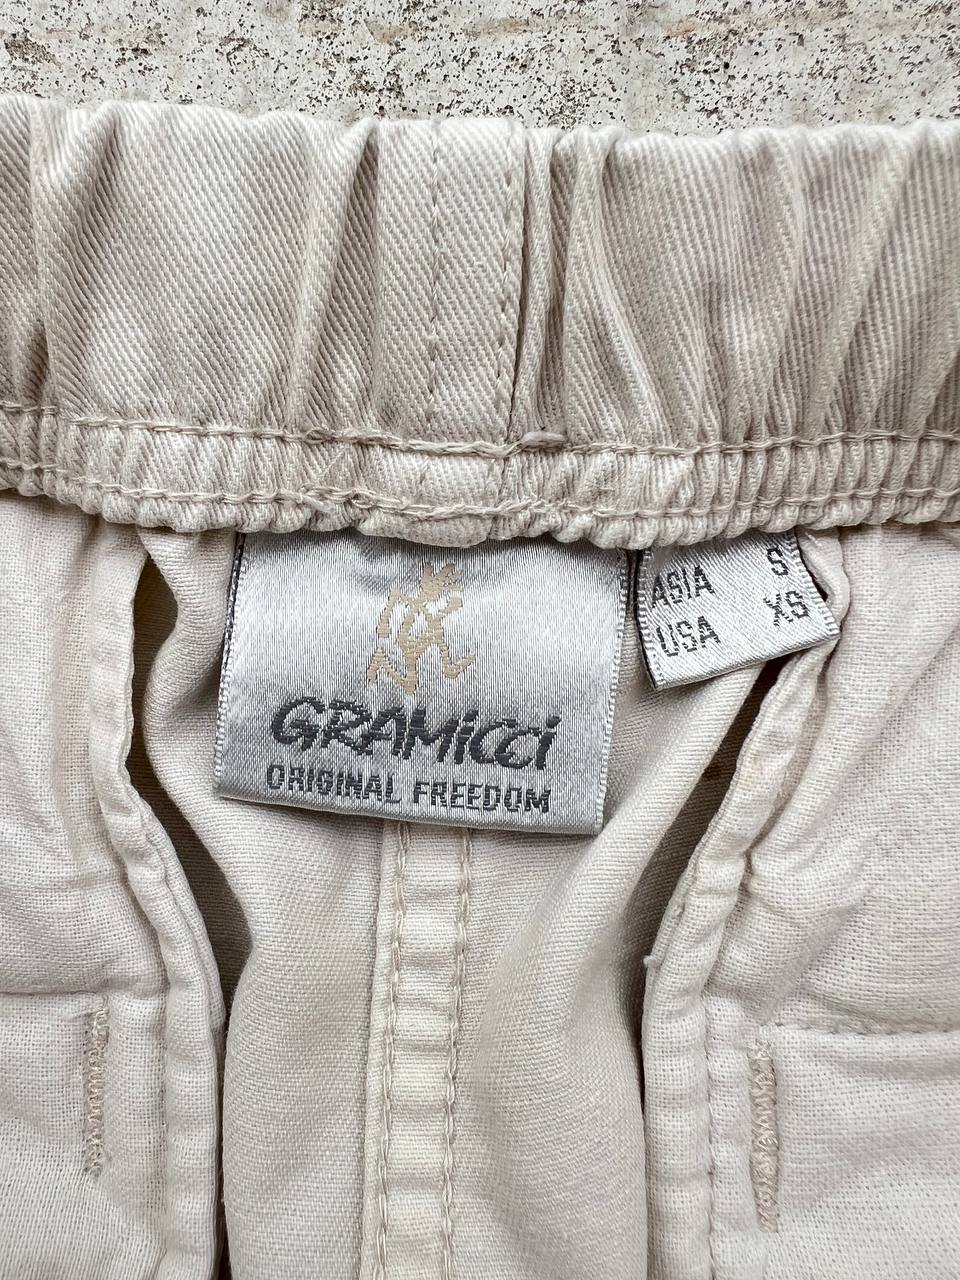 GRAMiCCi
ORIGINAL FREEDOM
ASIA S
USA XS